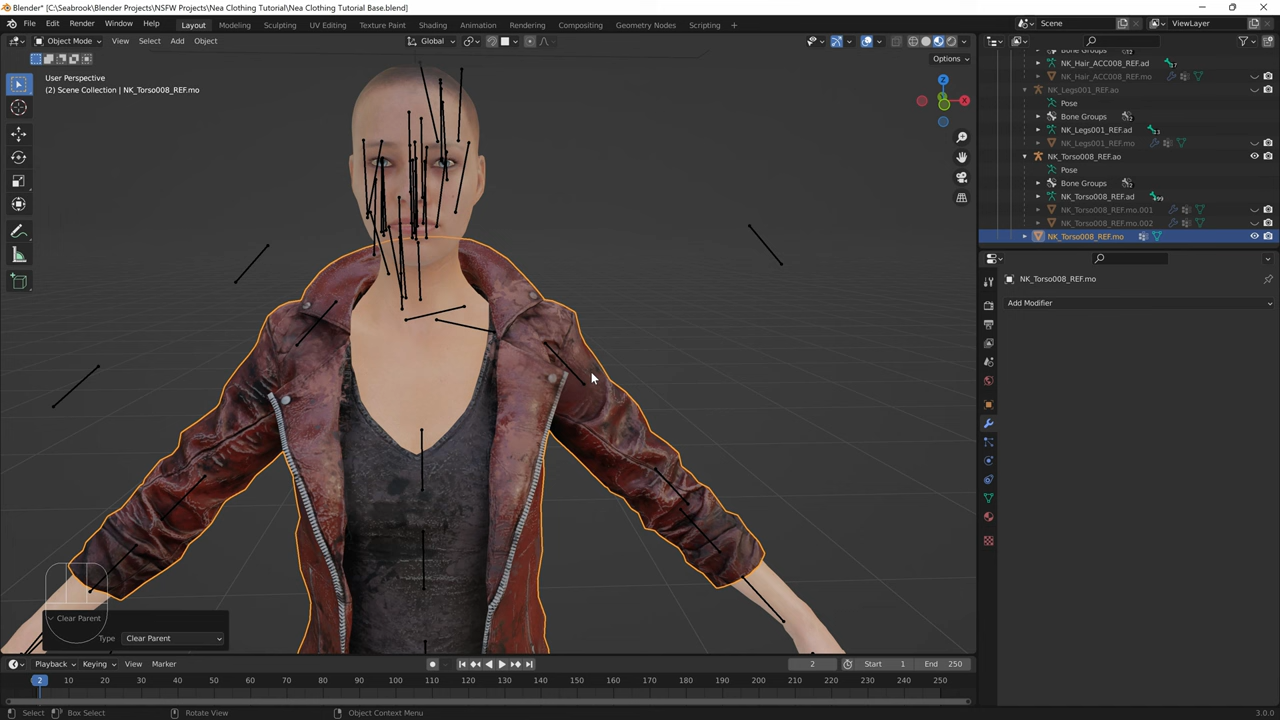 Blender* [C:\Seabrook\Blender Projects\NSFW Projects\Nea Clothing Tutorial\Nea Clothing Tutorial Base.blend]
File Edit Render Window Help Layout Modeling Sculpting UV Editing Texture Paint Shading Animation Rendering Compositing Geometry Nodes Scripting + Scene ViewLayer
Object Mode View Select Add Object Global
Options
User Perspective
(2) Scene Collection | NK_Torso008_REF.mo
Z
X
Bone Groups
NK_Hair_ACC008_REF.ad
NK_Hair_ACC008_REF.mo
NK_Legs001_REF.ao
Pose
Bone Groups
NK_Legs001_REF.ad
NK_Legs001_REF.mo
NK_Torso008_REF.ao
Pose
Bone Groups
NK_Torso008_REF.ad
NK_Torso008_REF.mo.001
NK_Torso008_REF.mo.002
NK_Torso008_REF.mo
NK_Torso008_REF.mo
Add Modifier
Clear Parent
Type Clear Parent
Playback Keying View Marker 2 Start 1 End 250
2 10 20 30 40 50 60 70 80 90 100 110 120 130 140 150 160 170 180 190 200 210 220 230 240 250
Select Box Select Rotate View Object Context Menu 3.0.0